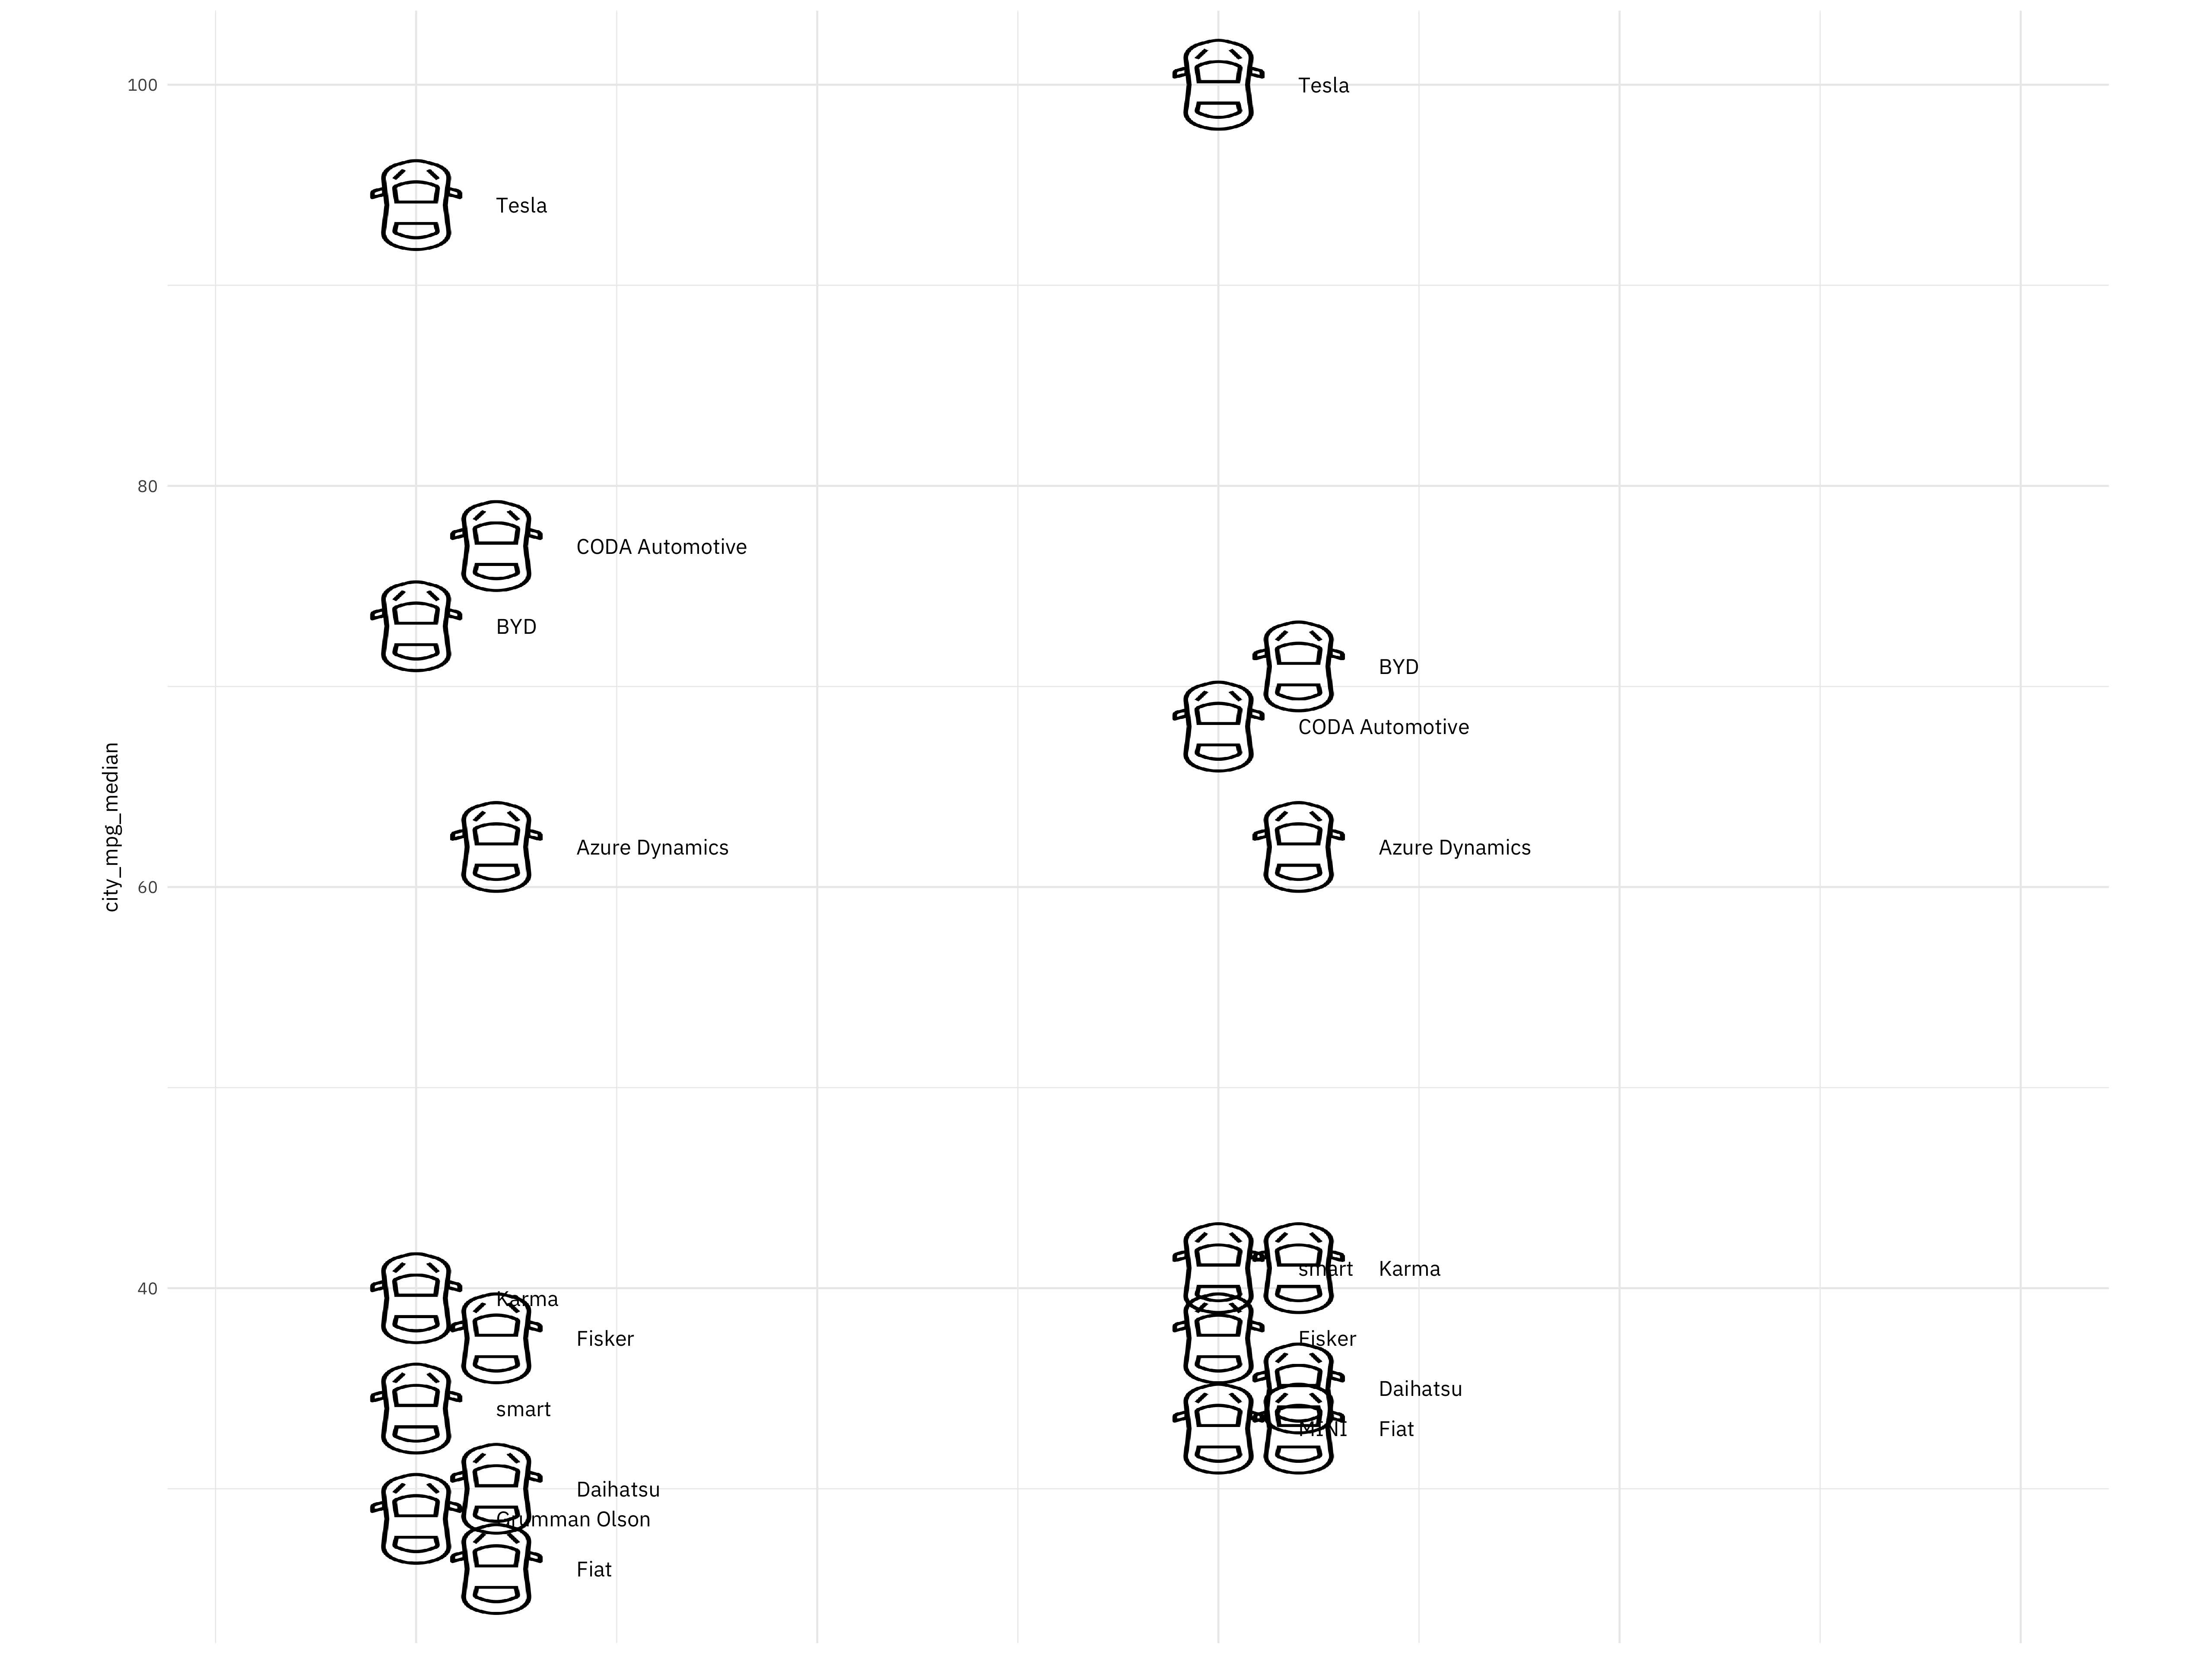 100
Tesla
Tesla
80
CODA Automotive
BYD
BYD
CODA Automotive
city_mpg_median
Azure Dynamics
Azure Dynamics
60
smart
Karma
40
Karma
Fisker
Fisker
Daihatsu
smart
MINI
Fiat
Daihatsu
Grumman Olson
Fiat